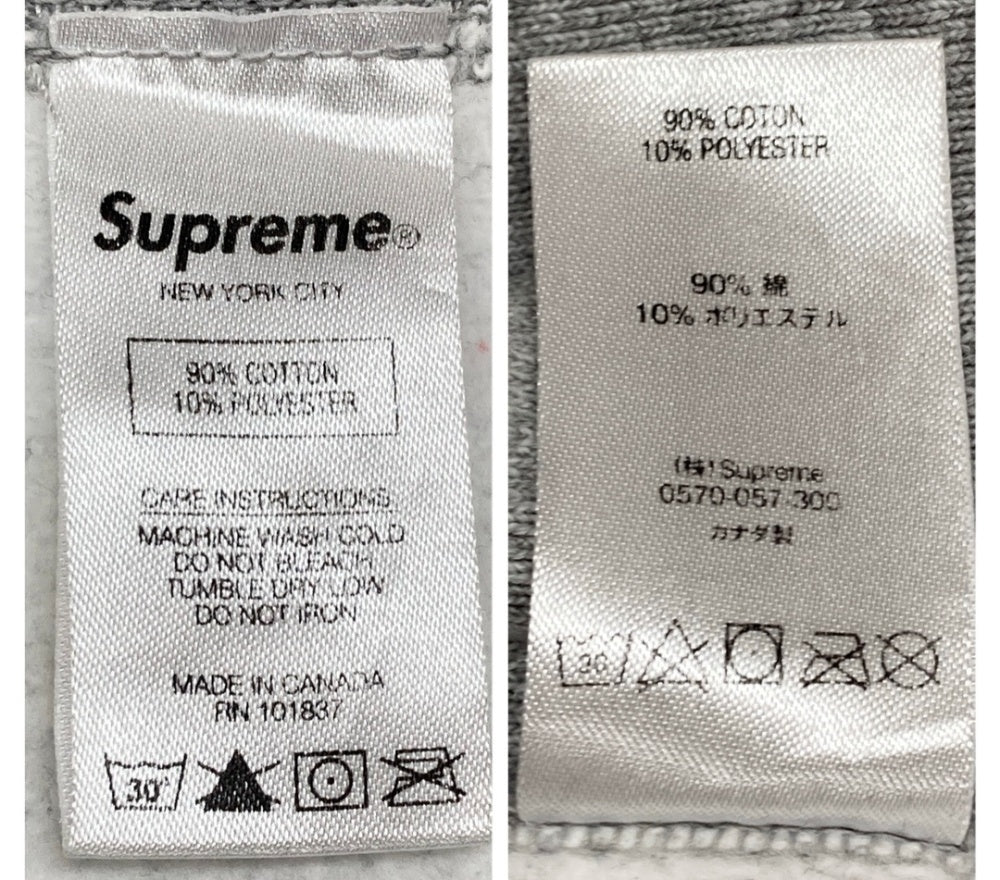 Supreme®
NEW YORK CITY
90% COTTON
10% POLYESTER
CARE INSTRUCTIONS
MACHINE WASH COLD
DO NOT BLEACH
TUMBLE DRY LOW
DO NOT IRON
MADE IN CANADA
RN 101837
30°
90% COTON
10% POLYESTER
90% 綿
10% ポリエステル
(株) Supreme
0570-057-300
カナダ製
30